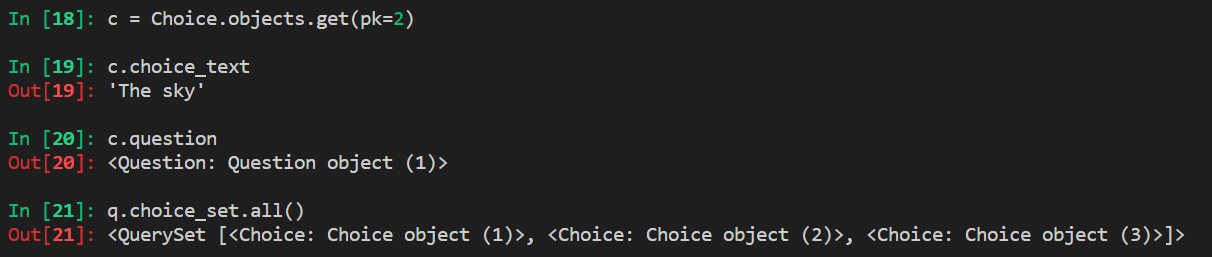 In [18]: c = Choice.objects.get(pk=2)
In [19]: c.choice_text
Out[19]: 'The sky'
In [20]: c.question
Out[20]: <Question: Question object (1)>
In [21]: q.choice_set.all()
Out[21]: <QuerySet [<Choice: Choice object (1)>, <Choice: Choice object (2)>, <Choice: Choice object (3)>]>